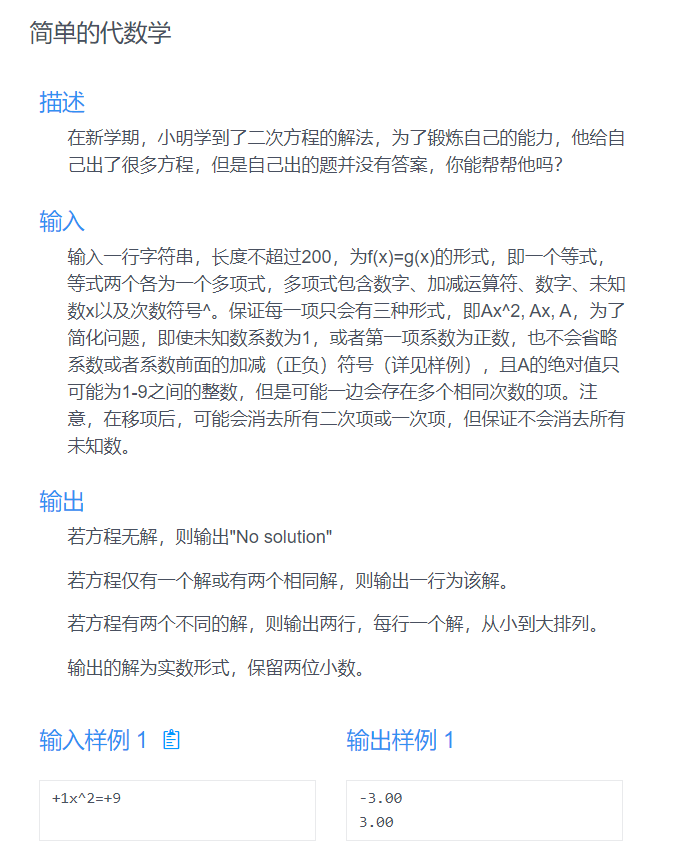 简单的代数学
描述
在新学期，小明学到了二次方程的解法，为了锻炼自己的能力，他给自
己出了很多方程，但是自己出的题并没有答案，你能帮帮他吗？
输入
输入一行字符串，长度不超过200，为f(x)=g(x)的形式，即一个等式，
等式两个各为一个多项式，多项式包含数字、加减运算符、数字、未知
数x以及次数符号^。保证每一项只会有三种形式，即Ax^2, Ax, A，为了
简化问题，即使未知数系数为1，或者第一项系数为正数，也不会省略
系数或者系数前面的加减（正负）符号（详见样例），且A的绝对值只
可能为1-9之间的整数，但是可能一边会存在多个相同次数的项。注
意，在移项后，可能会消去所有二次项或一次项，但保证不会消去所有
未知数。
输出
若方程无解，则输出"No solution"
若方程仅有一个解或有两个相同解，则输出一行为该解。
若方程有两个不同的解，则输出两行，每行一个解，从小到大排列。
输出的解为实数形式，保留两位小数。
输入样例 1
+1x^2=+9
输出样例 1
-3.00
3.00